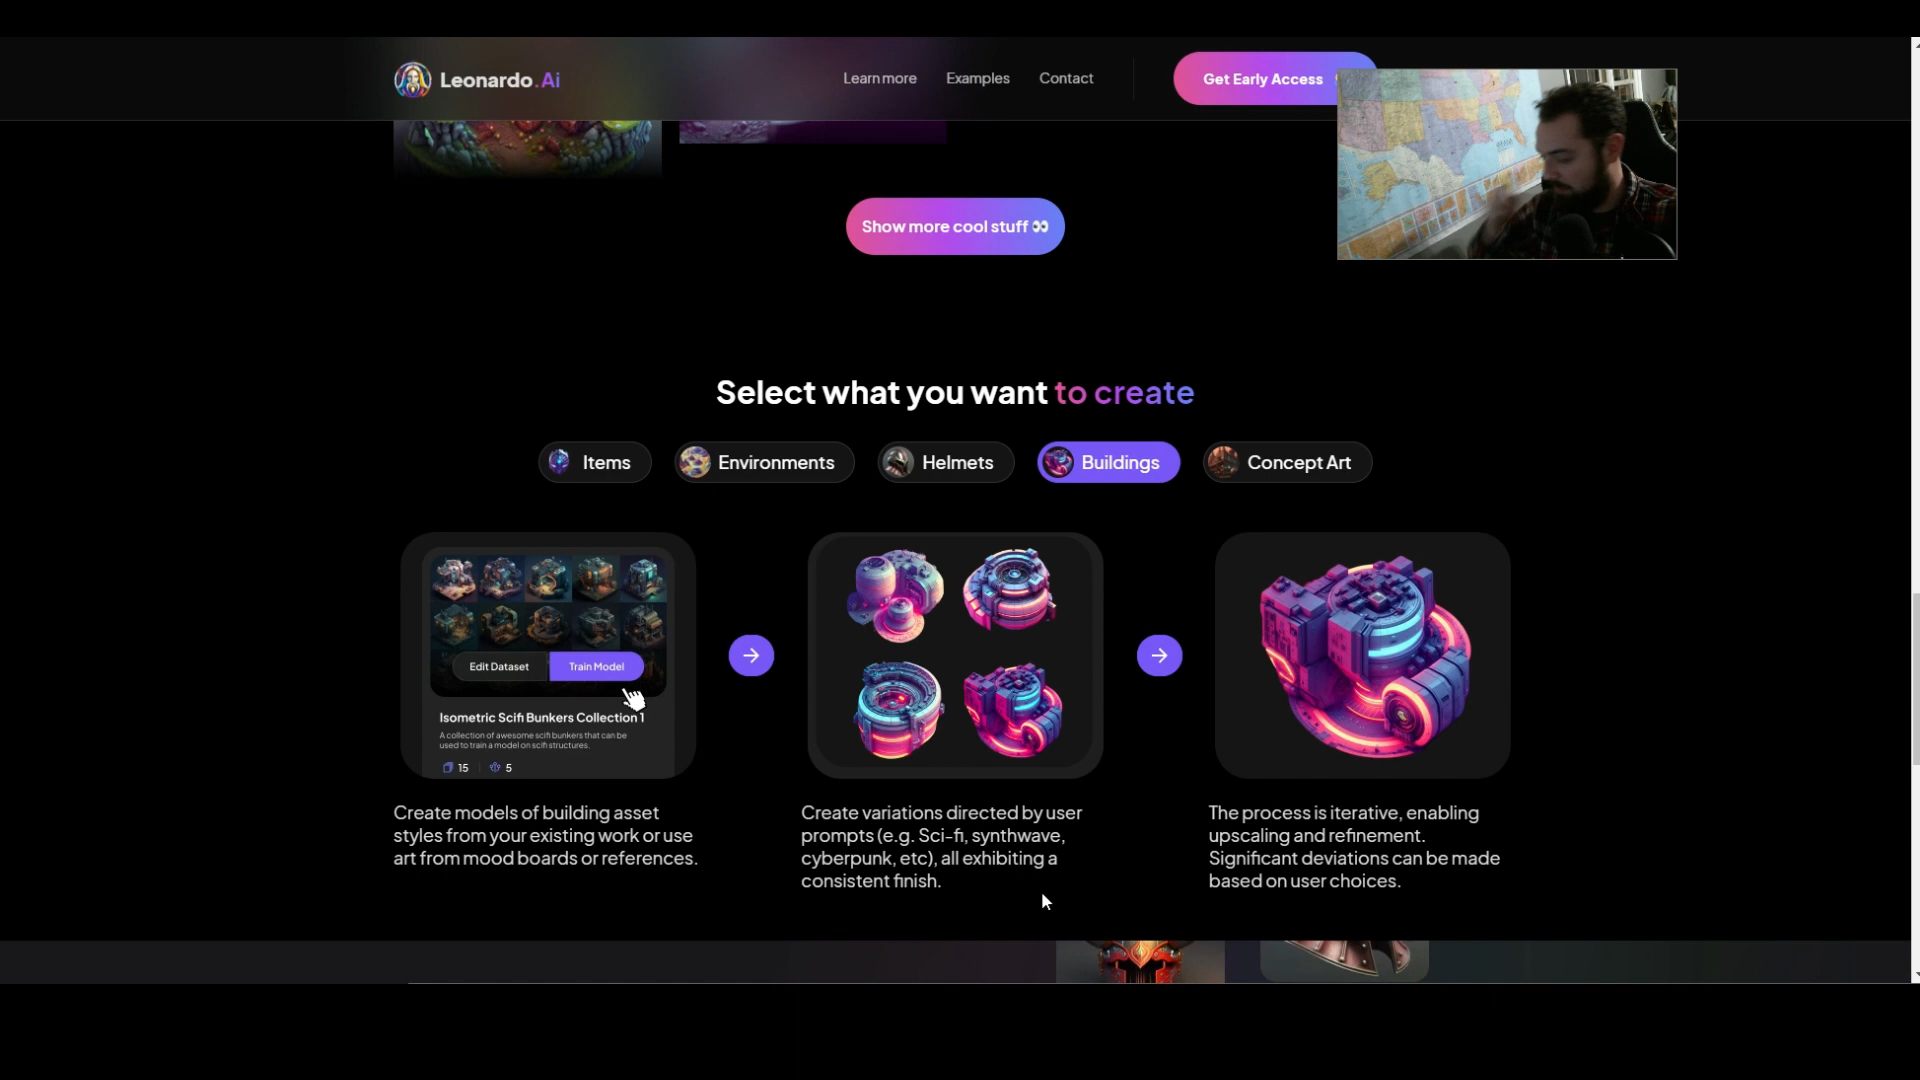 Leonardo.Ai
Learn more
Examples
Contact
Get Early Access
Show more cool stuff 👀
Select what you want to create
Items
Environments
Helmets
Buildings
Concept Art
Edit Dataset
Train Model
Isometric Scifi Bunkers Collection 1
A collection of awesome scifi bunkers that can be
used to train a model on scifi structures.
15
5
Create models of building asset
styles from your existing work or use
art from mood boards or references.
Create variations directed by user
prompts (e.g. Sci-fi, synthwave,
cyberpunk, etc), all exhibiting a
consistent finish.
The process is iterative, enabling
upscaling and refinement.
Significant deviations can be made
based on user choices.